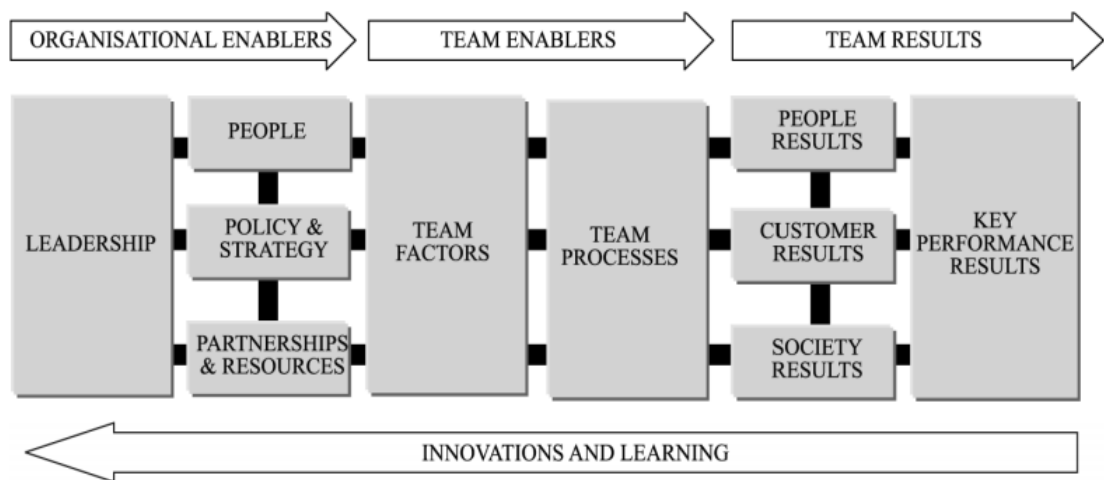 ORGANISATIONAL ENABLERS
TEAM ENABLERS
TEAM RESULTS
LEADERSHIP
PEOPLE
POLICY &
STRATEGY
PARTNERSHIPS
& RESOURCES
TEAM
FACTORS
TEAM
PROCESSES
PEOPLE
RESULTS
CUSTOMER
RESULTS
SOCIETY
RESULTS
KEY
PERFORMANCE
RESULTS
INNOVATIONS AND LEARNING